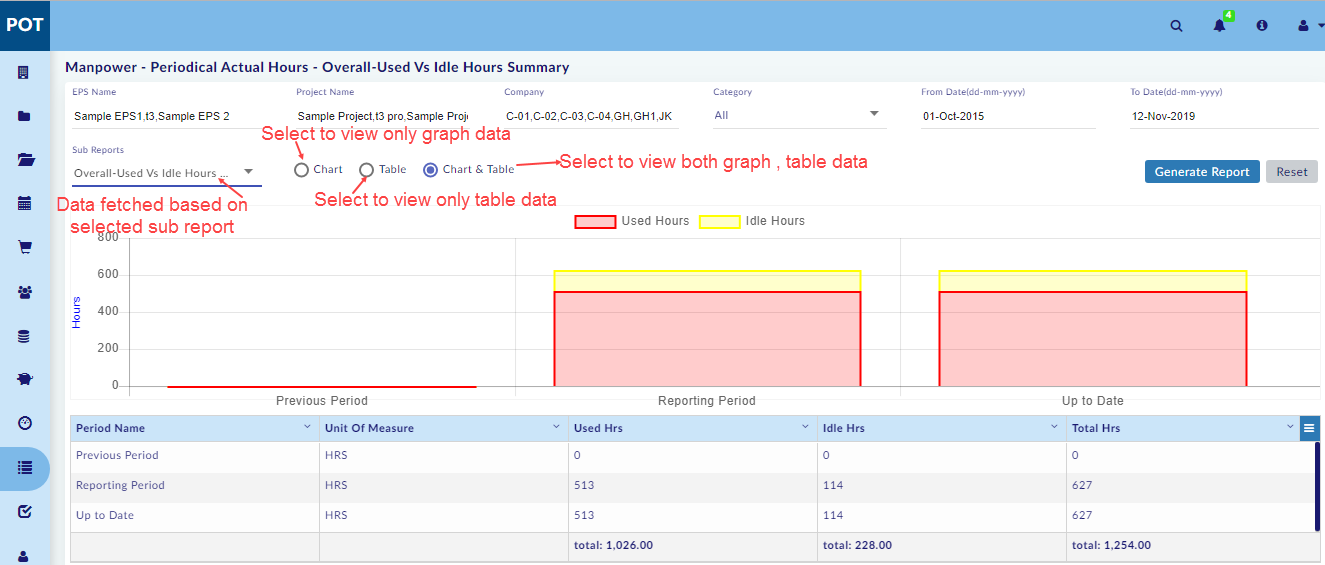 POT
4
Manpower - Periodical Actual Hours - Overall-Used Vs Idle Hours Summary
EPS Name Project Name Company Category From Date(dd-mm-yyyy) To Date(dd-mm-yyyy)
Sample EPS1,t3,Sample EPS 2 Sample Project,t3 pro,Sample Proje C-01,C-02,C-03,C-04,GH,GH1,JK All 01-Oct-2015 12-Nov-2019
Select to view only graph data
Sub Reports
Overall-Used Vs Idle Hours ... Chart Table Chart & Table Select to view both graph , table data Generate Report Reset
Select to view only table data
Data fetched based on
selected sub report
Used Hours Idle Hours
800
600
400
200
0
Hours
Previous Period Reporting Period Up to Date
Period Name Unit Of Measure Used Hrs Idle Hrs Total Hrs
Previous Period HRS 0 0 0
Reporting Period HRS 513 114 627
Up to Date HRS 513 114 627
total: 1,026.00 total: 228.00 total: 1,254.00